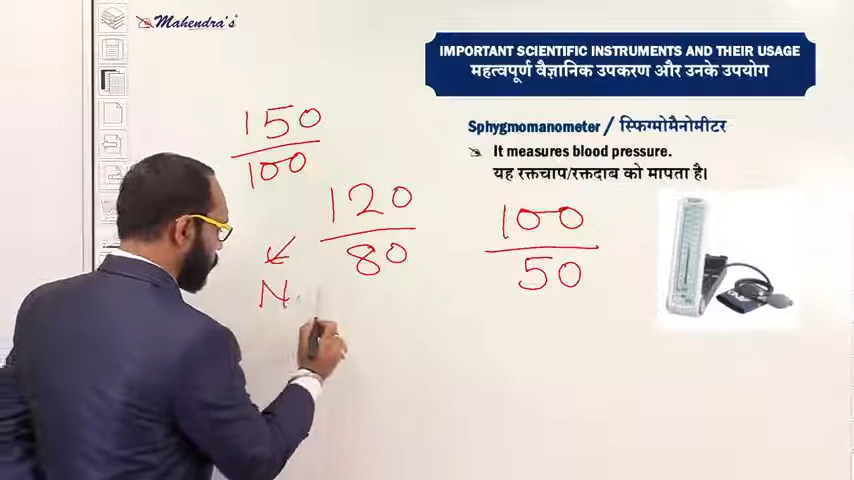 Mahendra's
IMPORTANT SCIENTIFIC INSTRUMENTS AND THEIR USAGE
महत्वपूर्ण वैज्ञानिक उपकरण और उनके उपयोग
Sphygmomanometer / स्फिग्मोमैनोमीटर
It measures blood pressure.
यह रक्तचाप/रक्तदाब को मापता है।
150
100
120
80
100
50
N